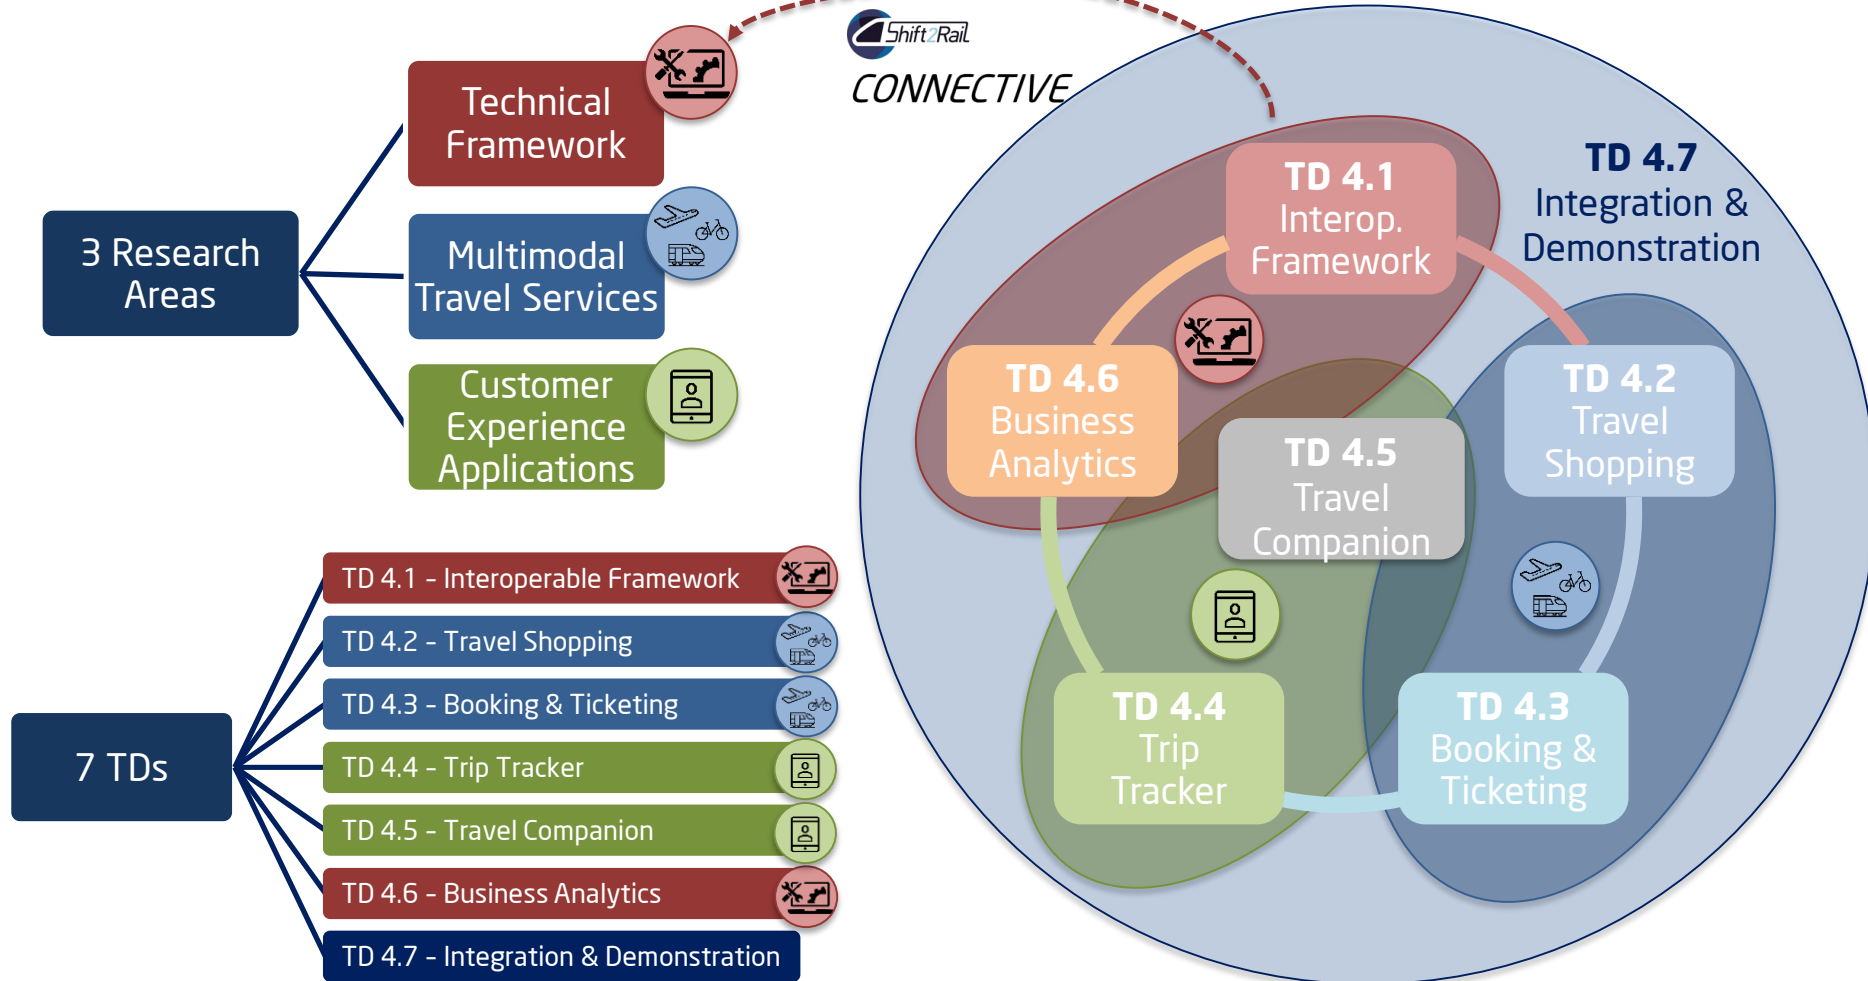 Shift2Rail
CONNECTIVE
3 Research
Areas
Technical
Framework
Multimodal
Travel Services
Customer
Experience
Applications
7 TDs
TD 4.1 – Interoperable Framework
TD 4.2 – Travel Shopping
TD 4.3 – Booking & Ticketing
TD 4.4 – Trip Tracker
TD 4.5 – Travel Companion
TD 4.6 – Business Analytics
TD 4.7 – Integration & Demonstration
TD 4.7
Integration &
Demonstration
TD 4.1
Interop.
Framework
TD 4.6
Business
Analytics
TD 4.5
Travel
Companion
TD 4.2
Travel
Shopping
TD 4.4
Trip
Tracker
TD 4.3
Booking &
Ticketing